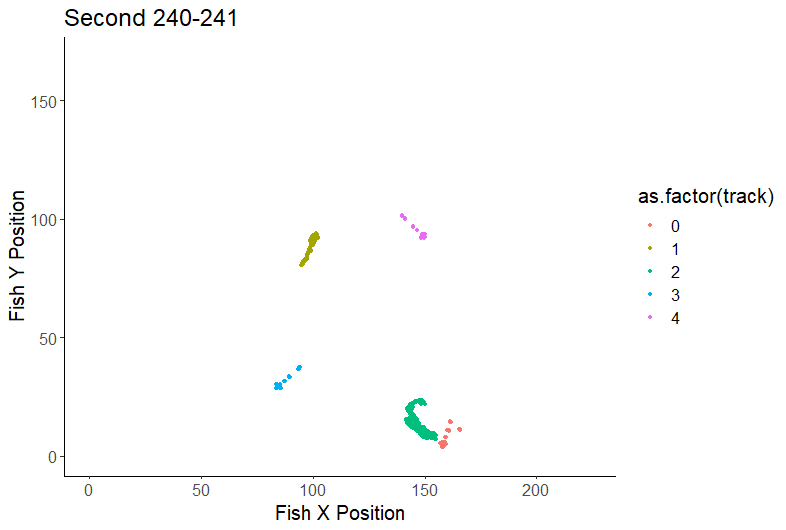 Second 240-241
Fish Y Position
150
100
50
0
0 50 100 150 200
Fish X Position
as.factor(track)
0
1
2
3
4